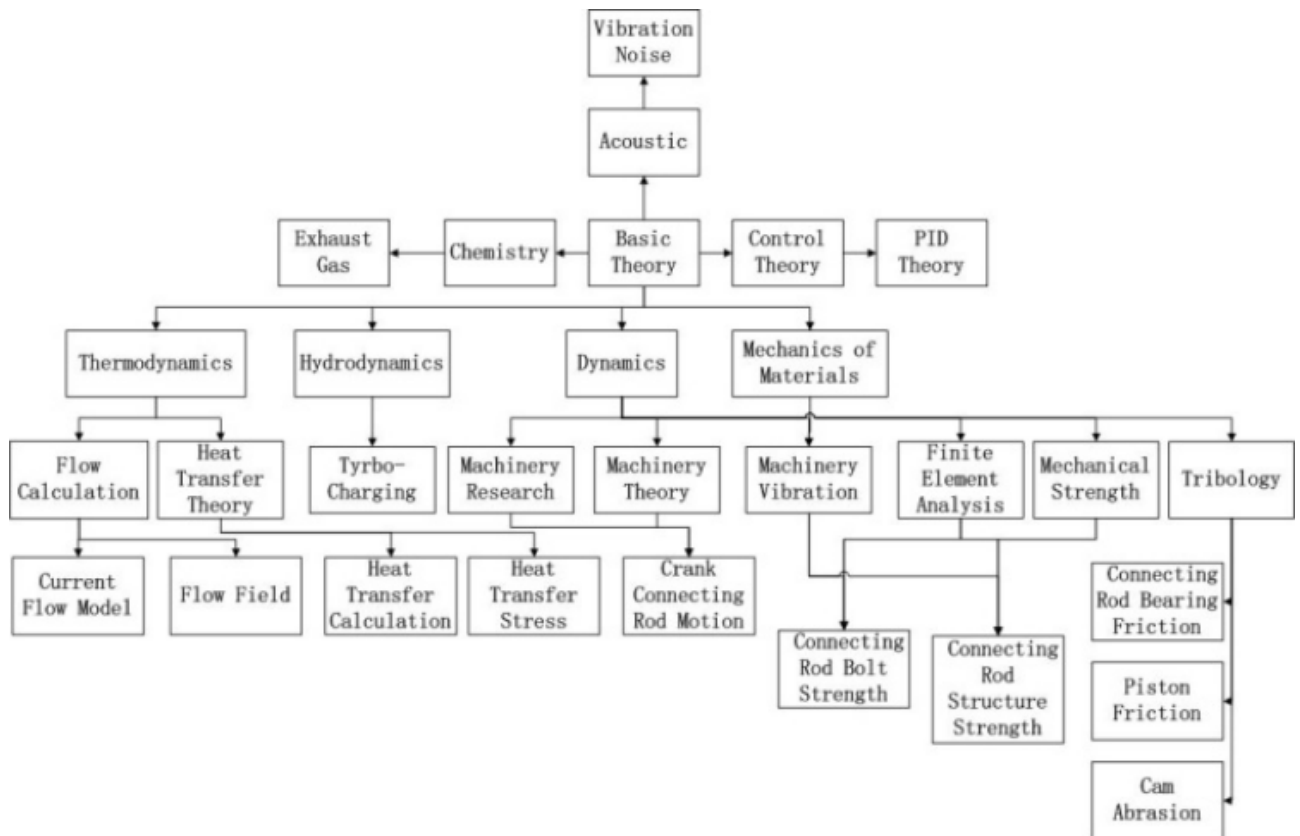 Vibration
Noise
Acoustic
Exhaust
Gas
Chemistry
Basic
Theory
Control
Theory
PID
Theory
Thermodynamics
Hydrodynamics
Dynamics
Mechanics of
Materials
Flow
Calculation
Heat
Transfer
Theory
Tyrbo-
Charging
Machinery
Research
Machinery
Theory
Machinery
Vibration
Finite
Element
Analysis
Mechanical
Strength
Tribology
Current
Flow Model
Flow Field
Heat
Transfer
Calculation
Heat
Transfer
Stress
Crank
Connecting
Rod Motion
Connecting
Rod Bolt
Strength
Connecting
Rod
Structure
Strength
Connecting
Rod Bearing
Friction
Piston
Friction
Cam
Abrasion